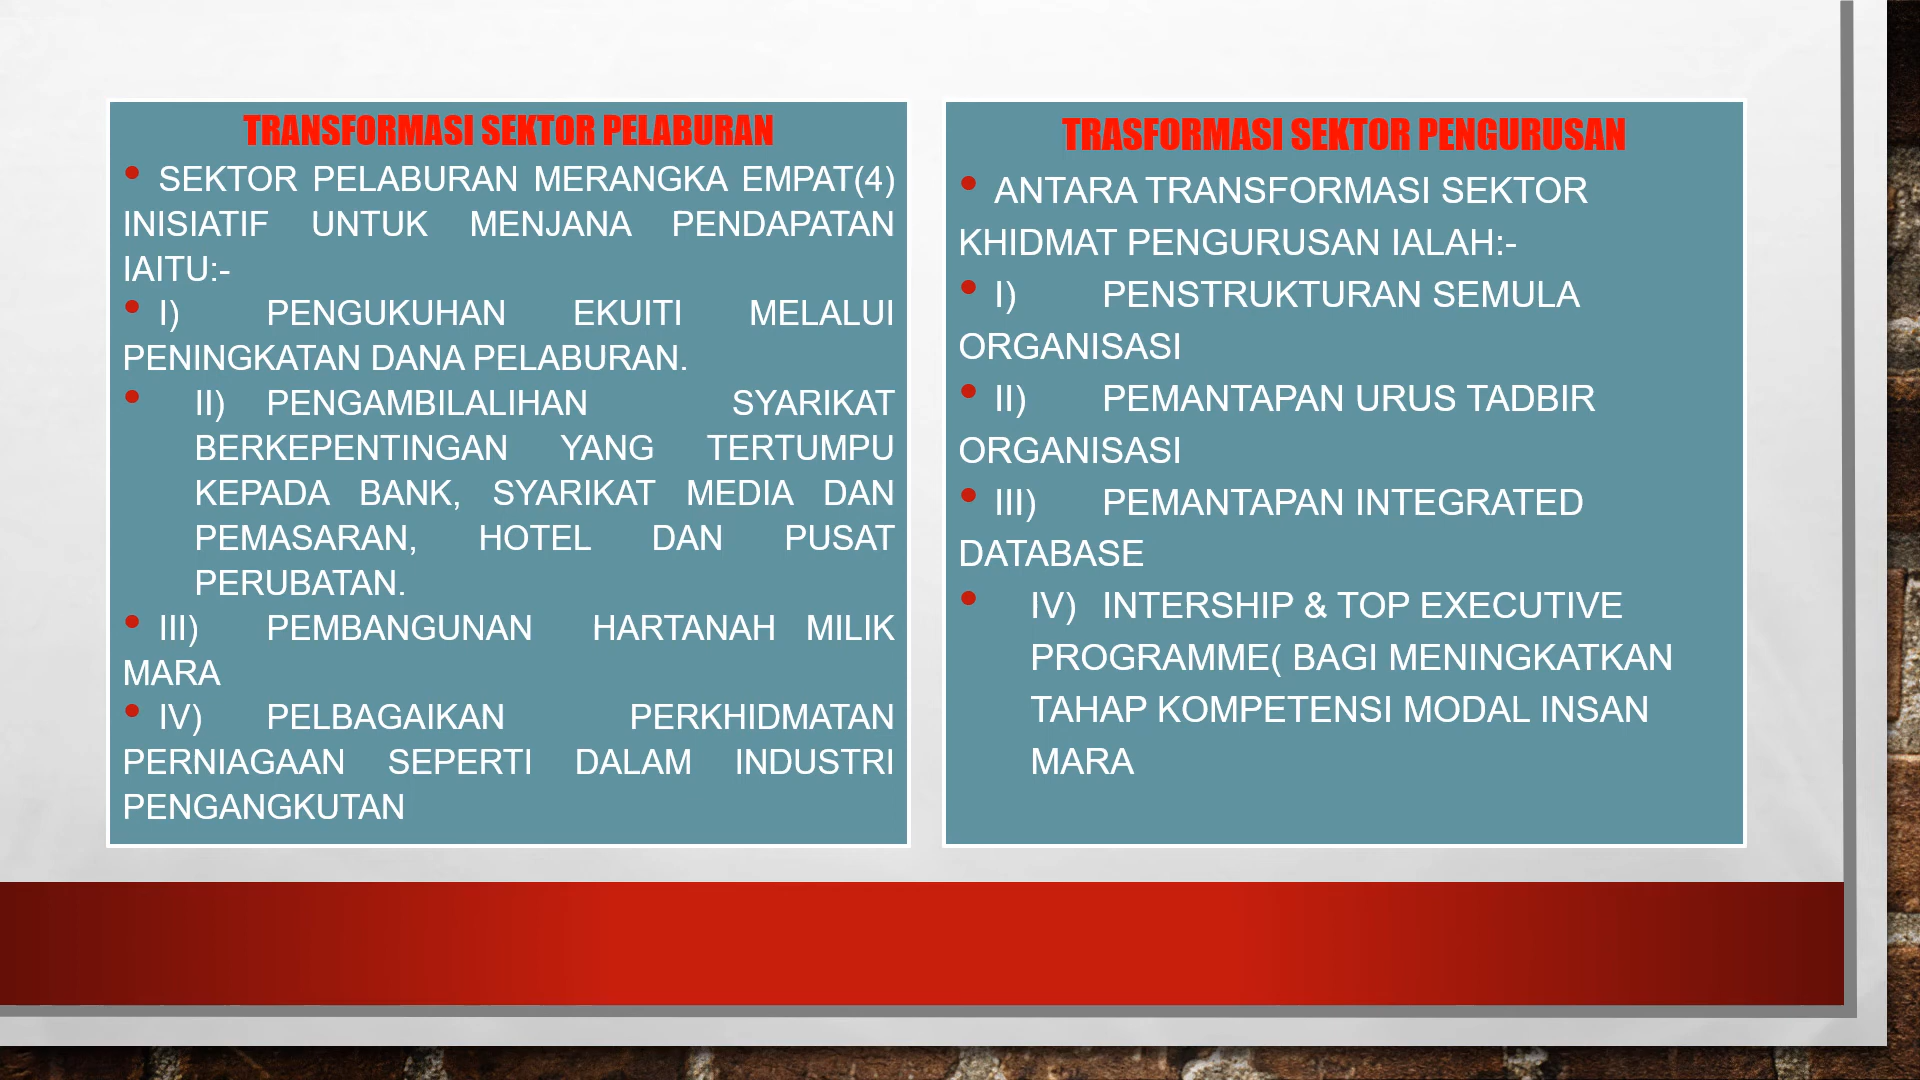 TRANSFORMASI SEKTOR PELABURAN
• SEKTOR PELABURAN MERANGKA EMPAT(4)
INISIATIF UNTUK MENJANA PENDAPATAN
IAITU:-
• I) PENGUKUHAN EKUITI MELALUI
PENINGKATAN DANA PELABURAN.
• II) PENGAMBILALIHAN SYARIKAT
BERKEPENTINGAN YANG TERTUMPU
KEPADA BANK, SYARIKAT MEDIA DAN
PEMASARAN, HOTEL DAN PUSAT
PERUBATAN.
• III) PEMBANGUNAN HARTANAH MILIK
MARA
• IV) PELBAGAIKAN PERKHIDMATAN
PERNIAGAAN SEPERTI DALAM INDUSTRI
PENGANGKUTAN
TRASFORMASI SEKTOR PENGURUSAN
• ANTARA TRANSFORMASI SEKTOR
KHIDMAT PENGURUSAN IALAH:-
• I) PENSTRUKTURAN SEMULA
ORGANISASI
• II) PEMANTAPAN URUS TADBIR
ORGANISASI
• III) PEMANTAPAN INTEGRATED
DATABASE
• IV) INTERSHIP & TOP EXECUTIVE
PROGRAMME( BAGI MENINGKATKAN
TAHAP KOMPETENSI MODAL INSAN
MARA